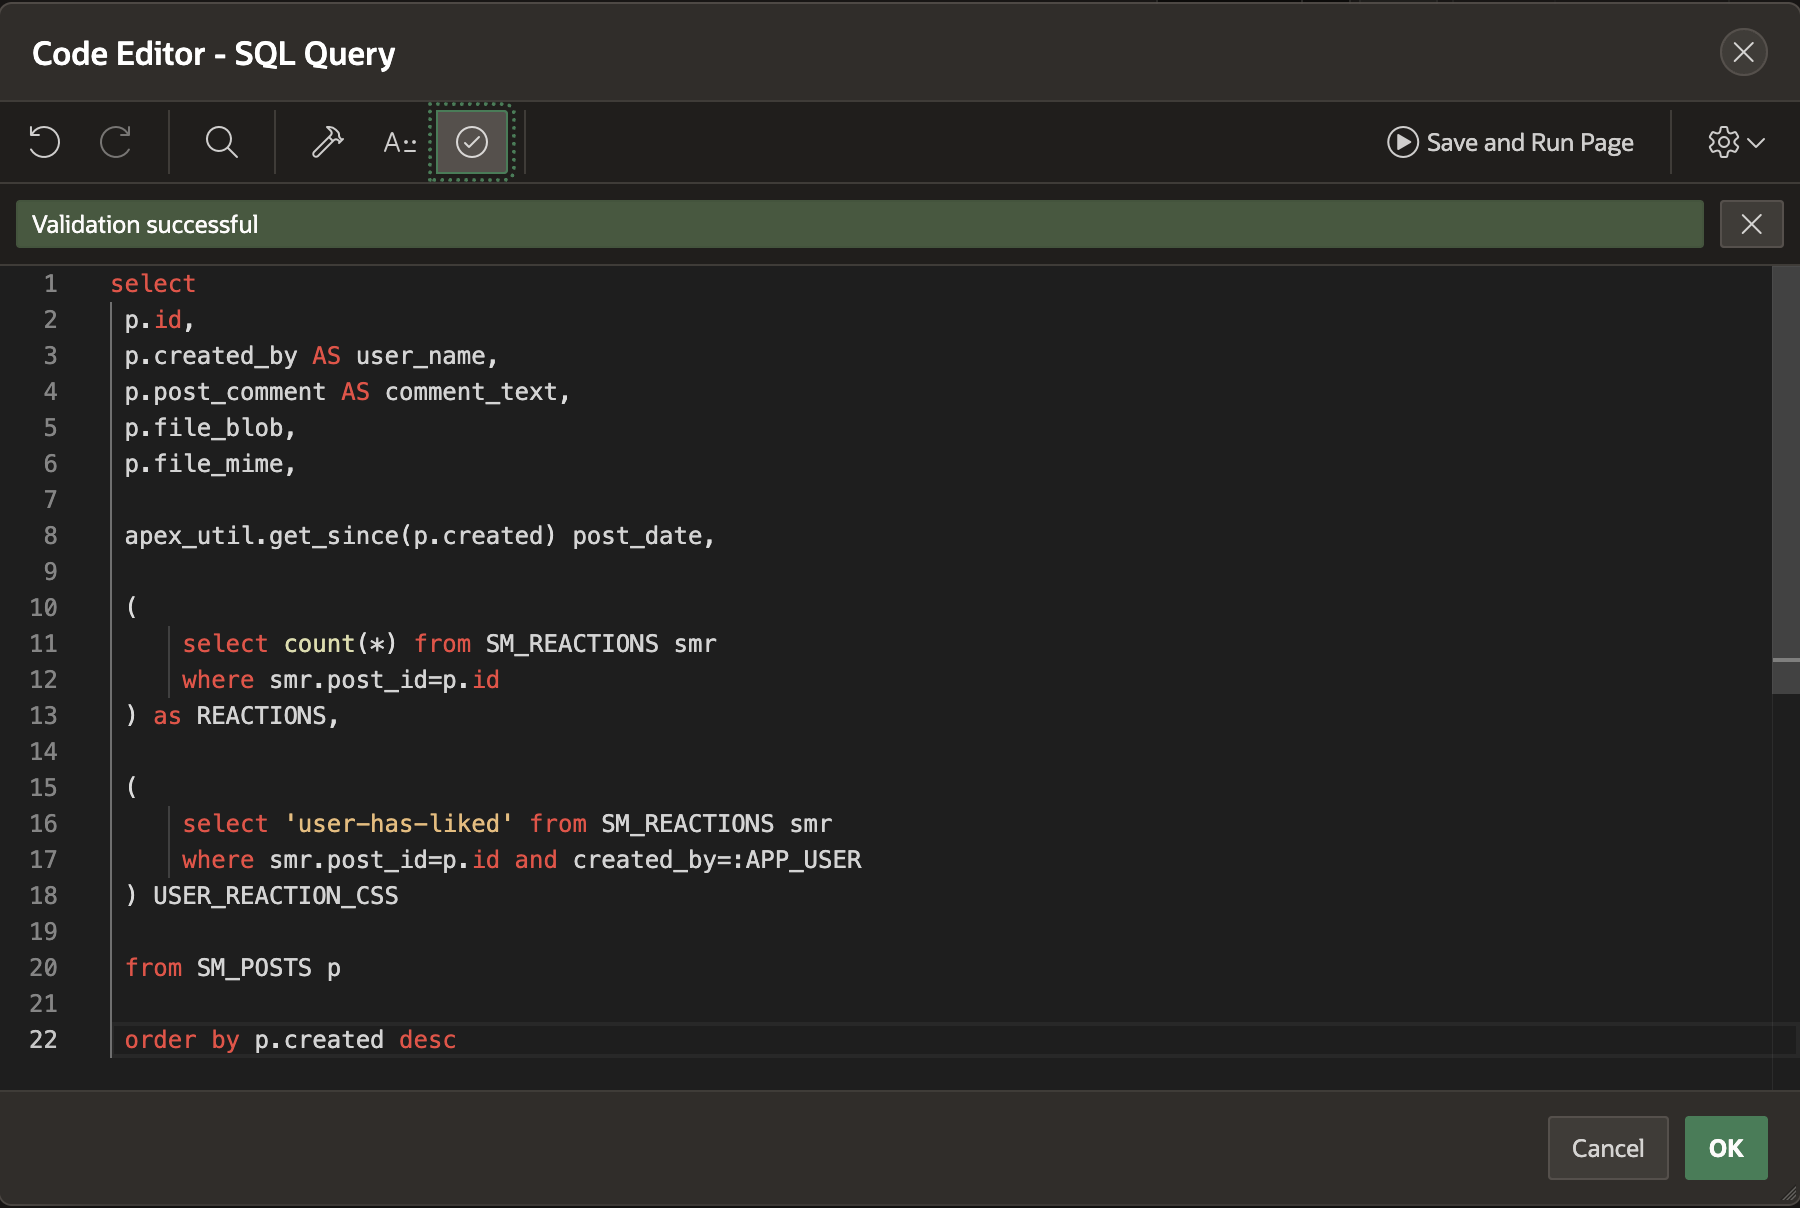 Code Editor - SQL Query
A::
Save and Run Page
Validation successful
1 select
2 p.id,
3 p.created_by AS user_name,
4 p.post_comment AS comment_text,
5 p.file_blob,
6 p.file_mime,
7
8 apex_util.get_since(p.created) post_date,
9
10 (
11 select count(*) from SM_REACTIONS smr
12 where smr.post_id=p.id
13 ) as REACTIONS,
14
15 (
16 select 'user-has-liked' from SM_REACTIONS smr
17 where smr.post_id=p.id and created_by=:APP_USER
18 ) USER_REACTION_CSS
19
20 from SM_POSTS p
21
22 order by p.created desc
Cancel
OK